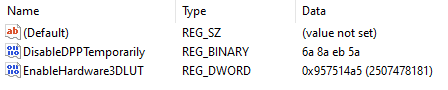 Name Type Data
(Default) REG_SZ (value not set)
DisableDPPTemporarily REG_BINARY 6a 8a eb 5a
EnableHardware3DLUT REG_DWORD 0x957514a5 (2507478181)